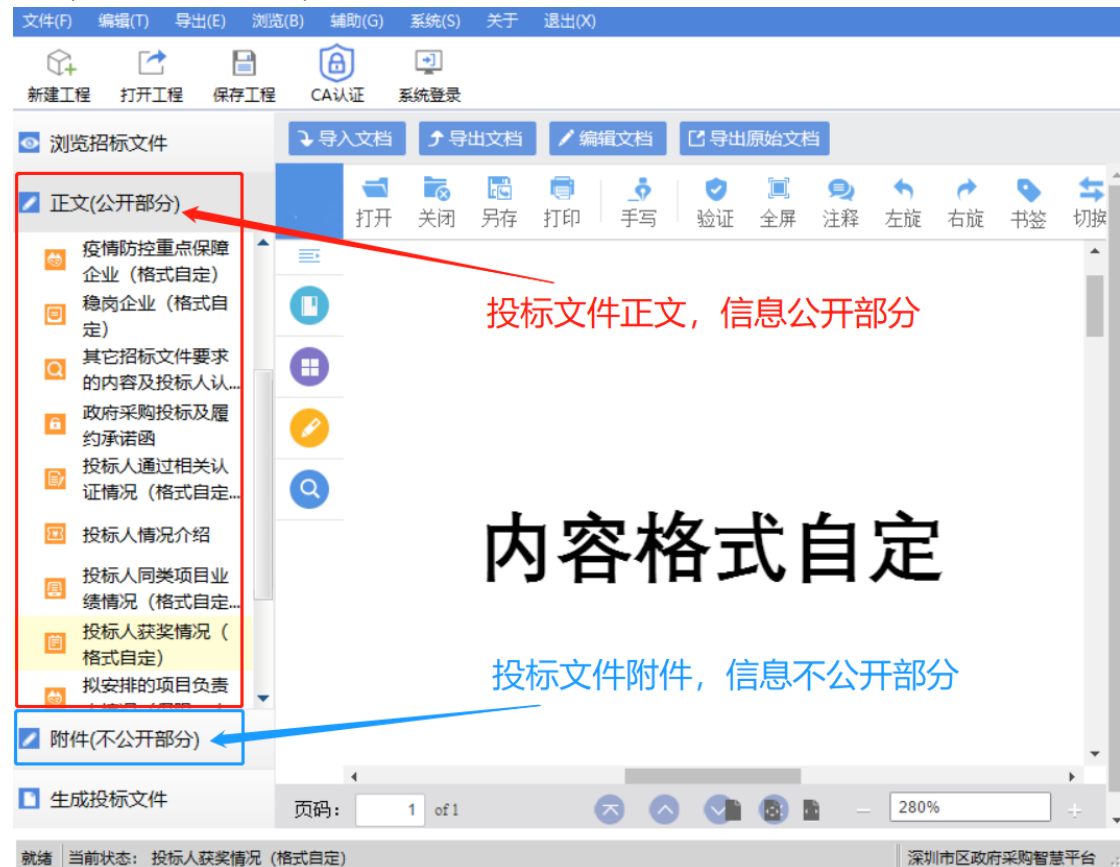 文件(F) 编辑(T) 导出(E) 浏览(B) 辅助(G) 系统(S) 关于 退出(X)
新建工程 打开工程 保存工程 CA认证 系统登录
浏览招标文件
导入文档 导出文档 编辑文档 导出原始文档
正文(公开部分)
打开 关闭 另存 打印 手写 验证 全屏 注释 左旋 右旋 书签 切换
疫情防控重点保障
企业（格式自定）
稳岗企业（格式自
定）
其它招标文件要求
的内容及投标人认...
政府采购投标及履
约承诺函
投标人通过相关认
证情况（格式自定...
投标人情况介绍
投标人同类项目业
绩情况（格式自定...
投标人获奖情况（
格式自定）
拟安排的项目负责
投标文件正文，信息公开部分
内容格式自定
投标文件附件，信息不公开部分
附件(不公开部分)
生成投标文件
页码: 1 of 1 280%
就绪 当前状态: 投标人获奖情况（格式自定） 深圳市区政府采购智慧平台